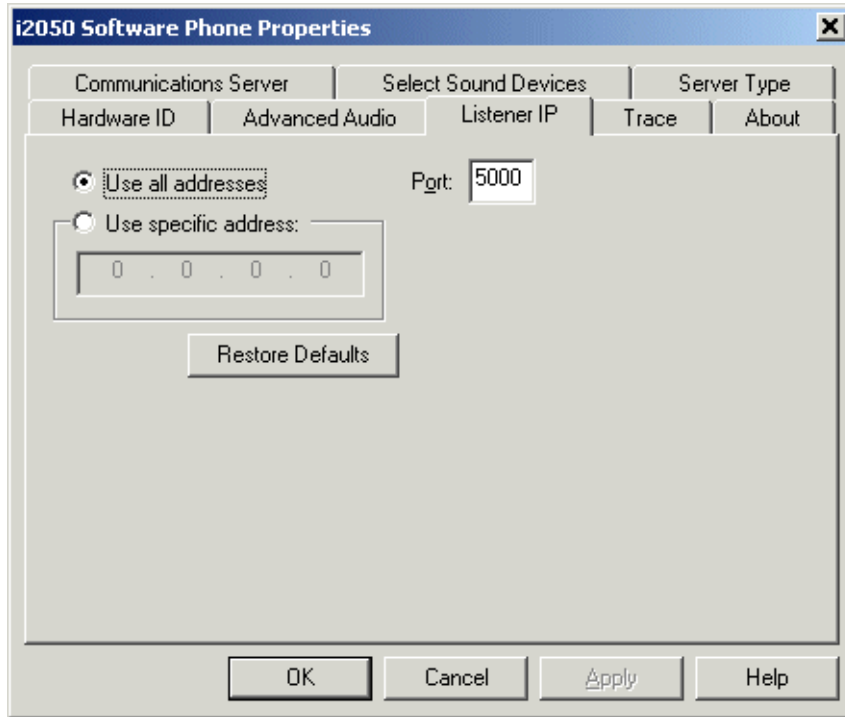 i2050 Software Phone Properties
Communications Server Select Sound Devices Server Type
Hardware ID Advanced Audio Listener IP Trace About
Use all addresses Port: 5000
Use specific address:
0 . 0 . 0 . 0
Restore Defaults
OK Cancel Apply Help